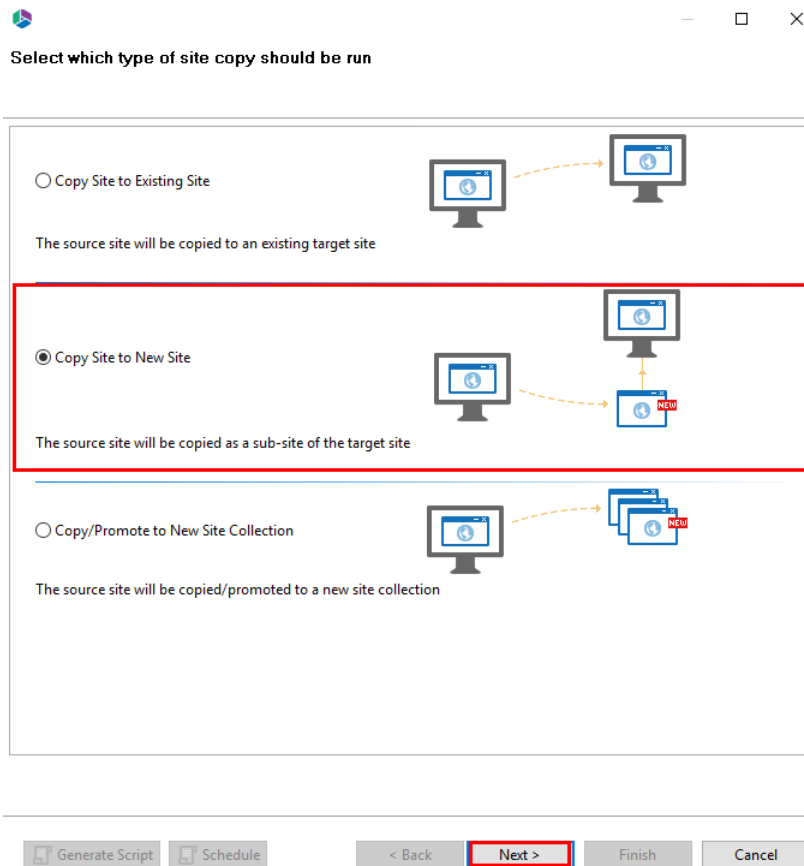 Select which type of site copy should be run
Copy Site to Existing Site
The source site will be copied to an existing target site
Copy Site to New Site
NEW
The source site will be copied as a sub-site of the target site
Copy/Promote to New Site Collection
NEW
The source site will be copied/promoted to a new site collection
Generate Script Schedule < Back Next > Finish Cancel